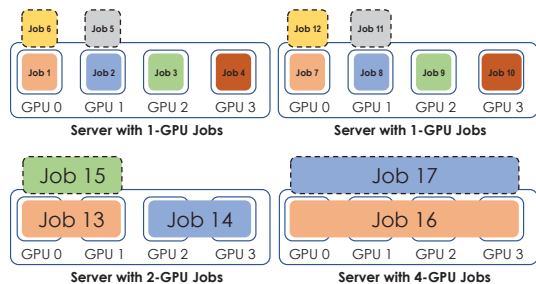 Job 6 Job 5 Job 12 Job 11
Job 1 Job 2 Job 3 Job 4 Job 7 Job 8 Job 9 Job 10
GPU 0 GPU 1 GPU 2 GPU 3 GPU 0 GPU 1 GPU 2 GPU 3
Server with 1-GPU Jobs Server with 1-GPU Jobs
Job 15 Job 17
Job 13 Job 14 Job 16
GPU 0 GPU 1 GPU 2 GPU 3 GPU 0 GPU 1 GPU 2 GPU 3
Server with 2-GPU Jobs Server with 4-GPU Jobs